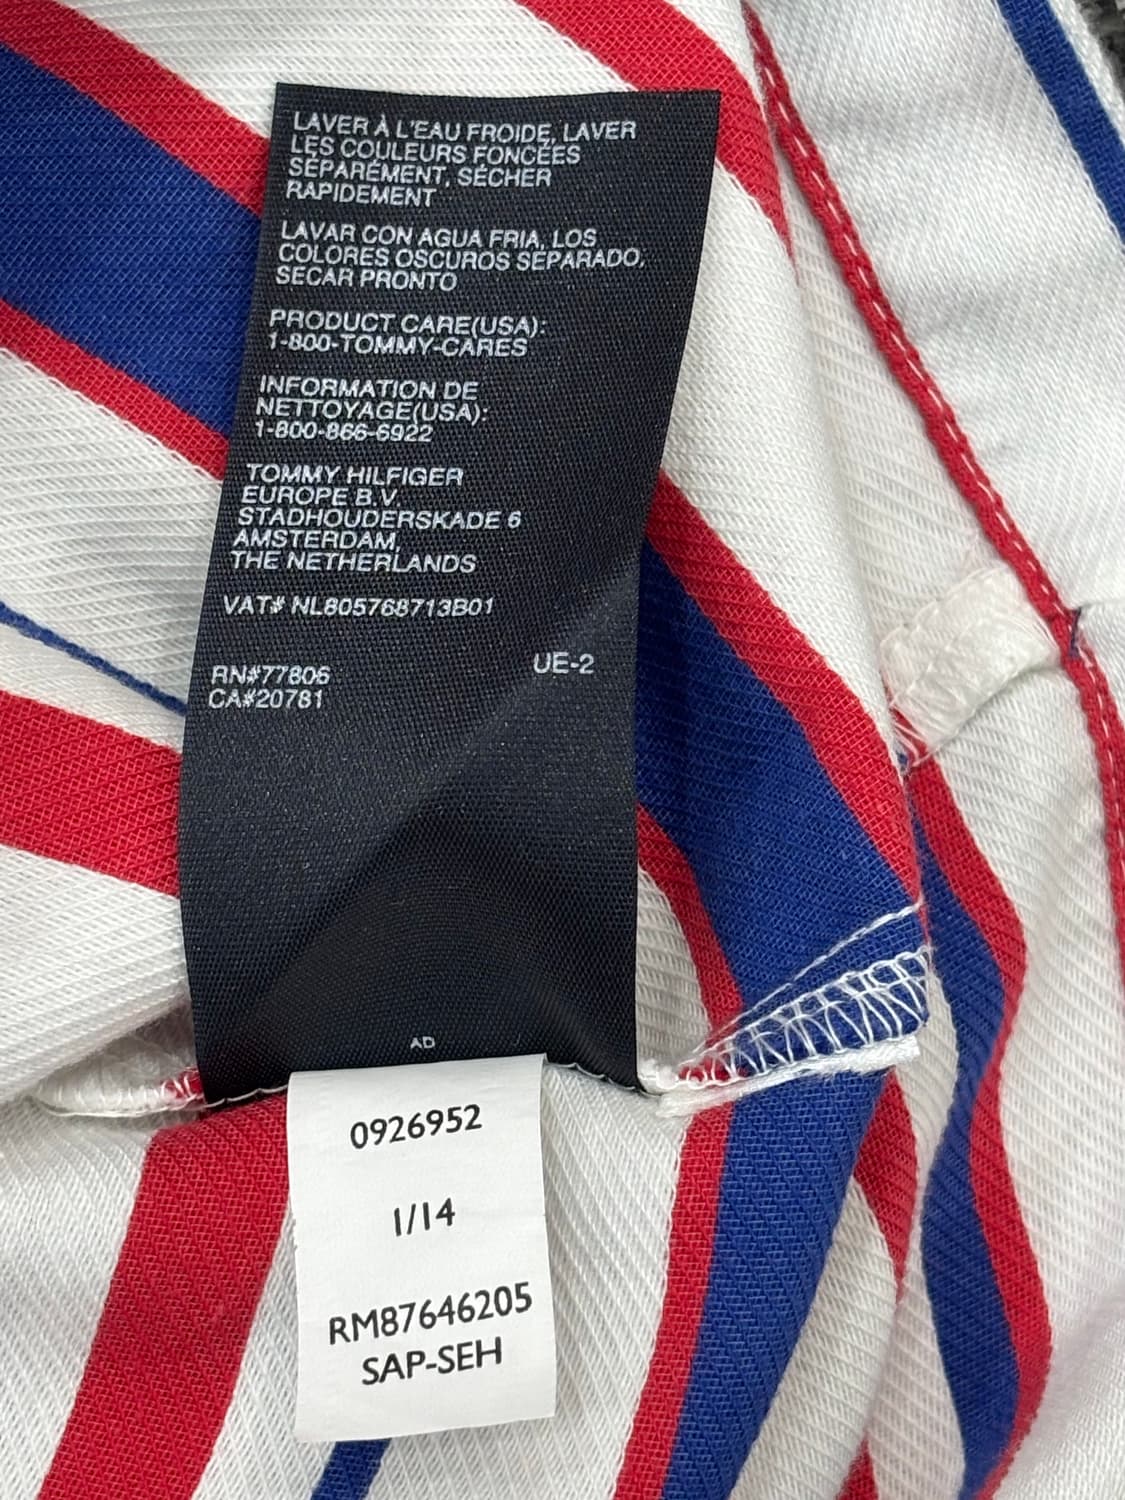 LAVER À L'EAU FROIDE, LAVER
LES COULEURS FONCÉES
SÉPARÉMENT, SÉCHER
RAPIDEMENT
LAVAR CON AGUA FRIA, LOS
COLORES OSCUROS SEPARADO,
SECAR PRONTO
PRODUCT CARE(USA):
1-800-TOMMY-CARES
INFORMATION DE
NETTOYAGE(USA):
1-800-866-6922
TOMMY HILFIGER
EUROPE B.V.
STADHOUDERSKADE 6
AMSTERDAM,
THE NETHERLANDS
VAT# NL805768713B01
RN#77806
CA#20781
UE-2
AD
0926952
1/14
RM87646205
SAP-SEH